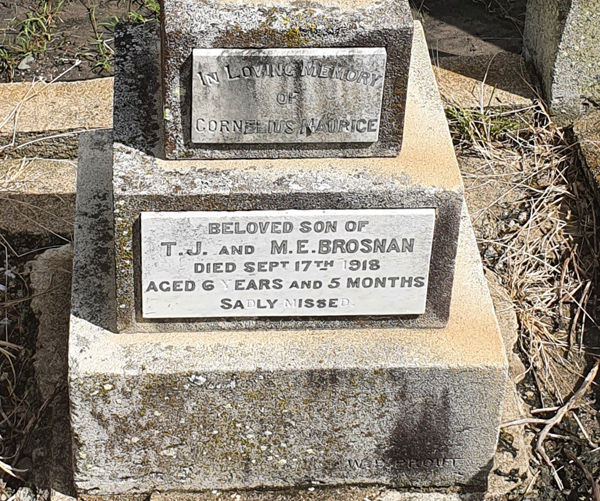 IN LOVING MEMORY
OF
CORNELIUS MAURICE
BELOVED SON OF
T.J. AND M.E. BROSNAN
DIED SEPT 17TH 1918
AGED 6 YEARS AND 5 MONTHS
SADLY MISSED.